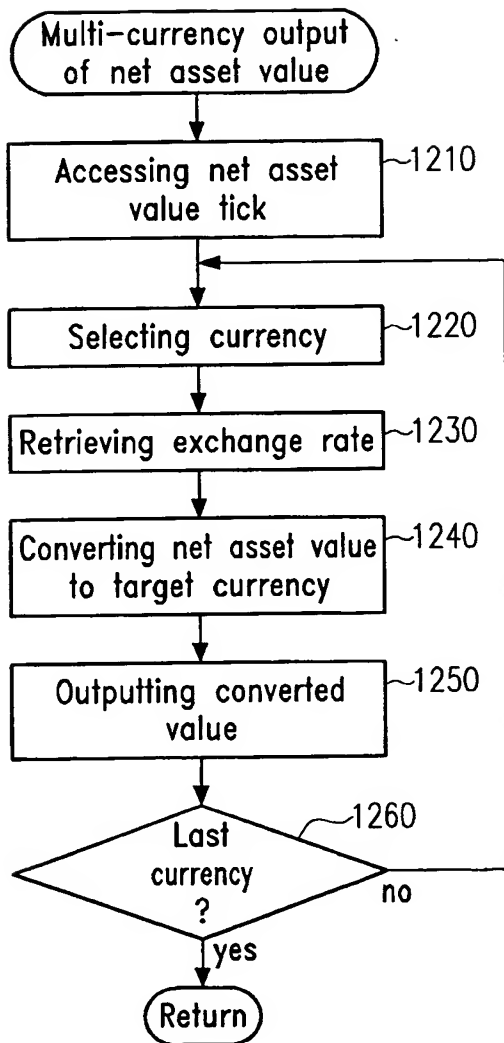 Multi-currency output
of net asset value
Accessing net asset
value tick
1210
Selecting currency
1220
Retrieving exchange rate
1230
Converting net asset value
to target currency
1240
Outputting converted
value
1250
Last
currency
?
1260
no
yes
Return